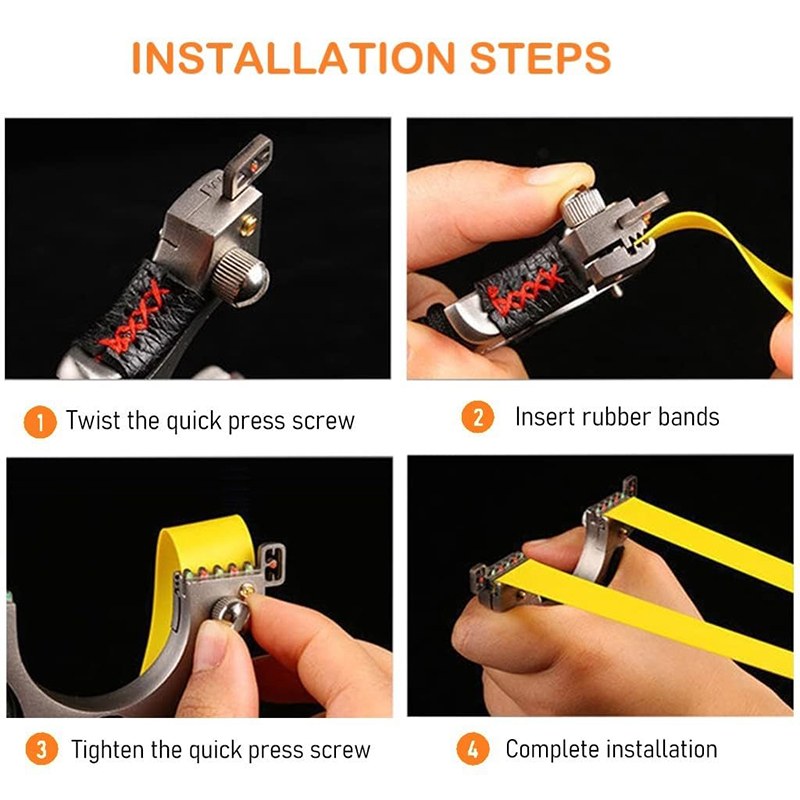 INSTALLATION STEPS
1 Twist the quick press screw
2 Insert rubber bands
3 Tighten the quick press screw
4 Complete installation